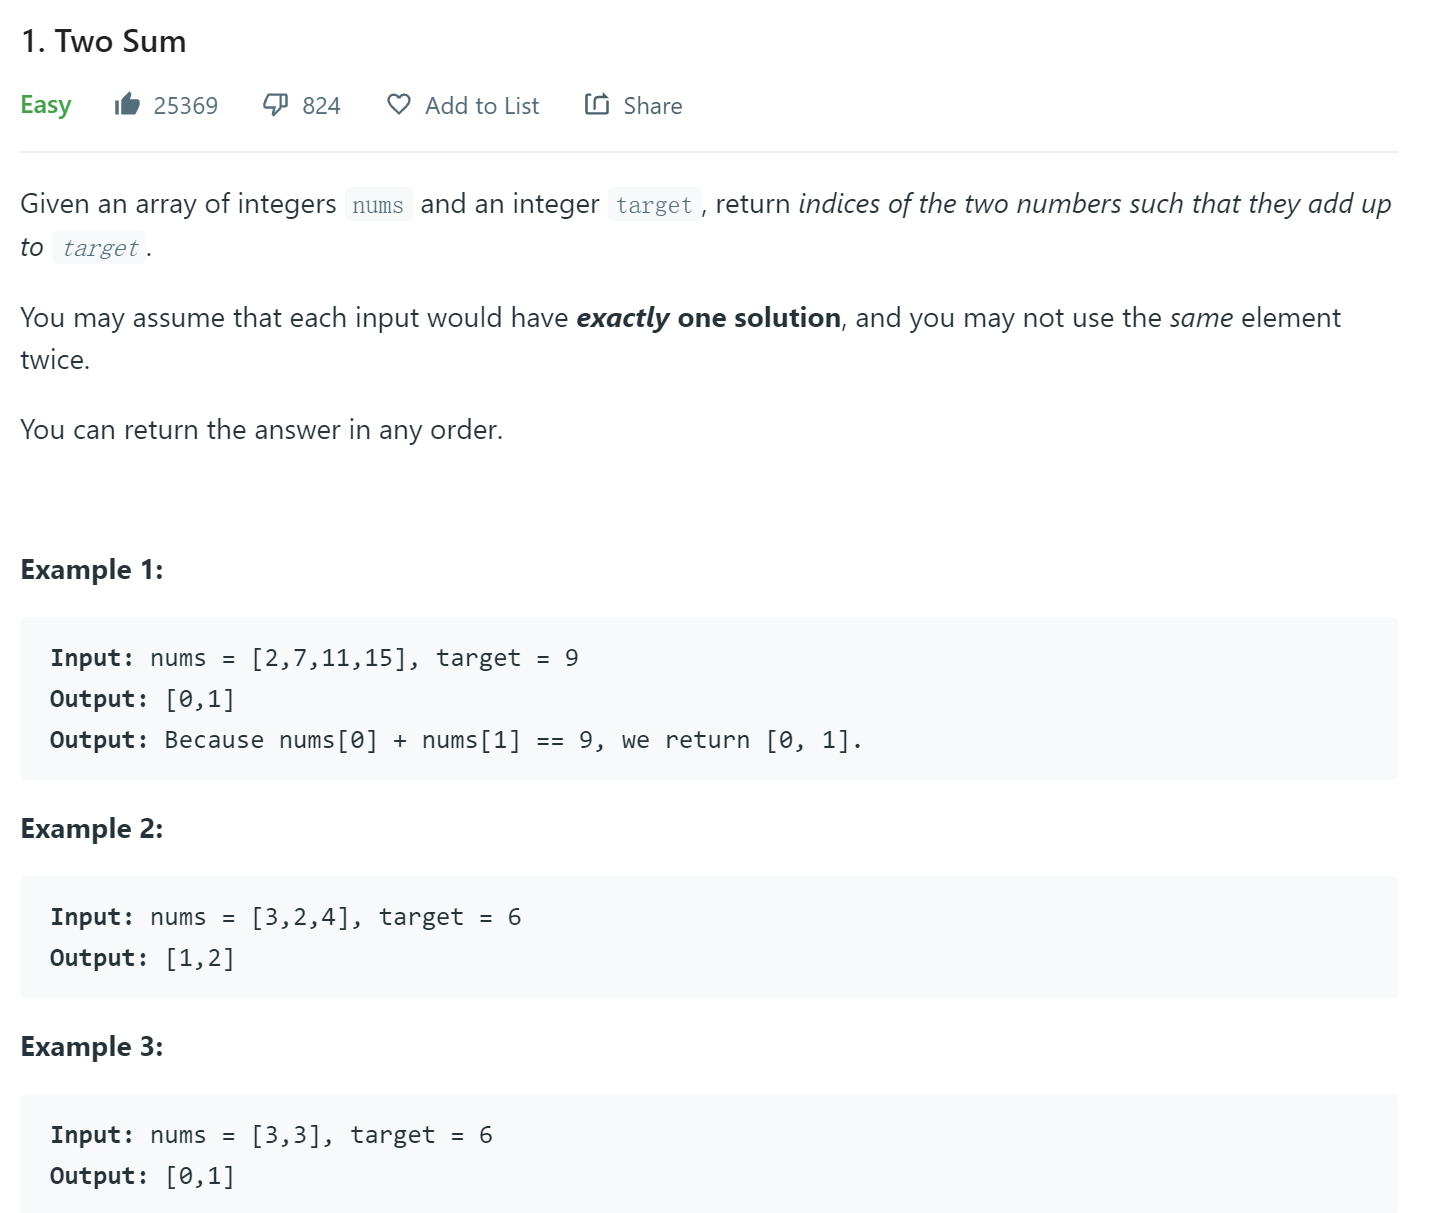 1. Two Sum
Easy 25369 824 Add to List Share
Given an array of integers nums and an integer target, return indices of the two numbers such that they add up
to target.
You may assume that each input would have exactly one solution, and you may not use the same element
twice.
You can return the answer in any order.
Example 1:
Input: nums = [2,7,11,15], target = 9
Output: [0,1]
Output: Because nums[0] + nums[1] == 9, we return [0, 1].
Example 2:
Input: nums = [3,2,4], target = 6
Output: [1,2]
Example 3:
Input: nums = [3,3], target = 6
Output: [0,1]